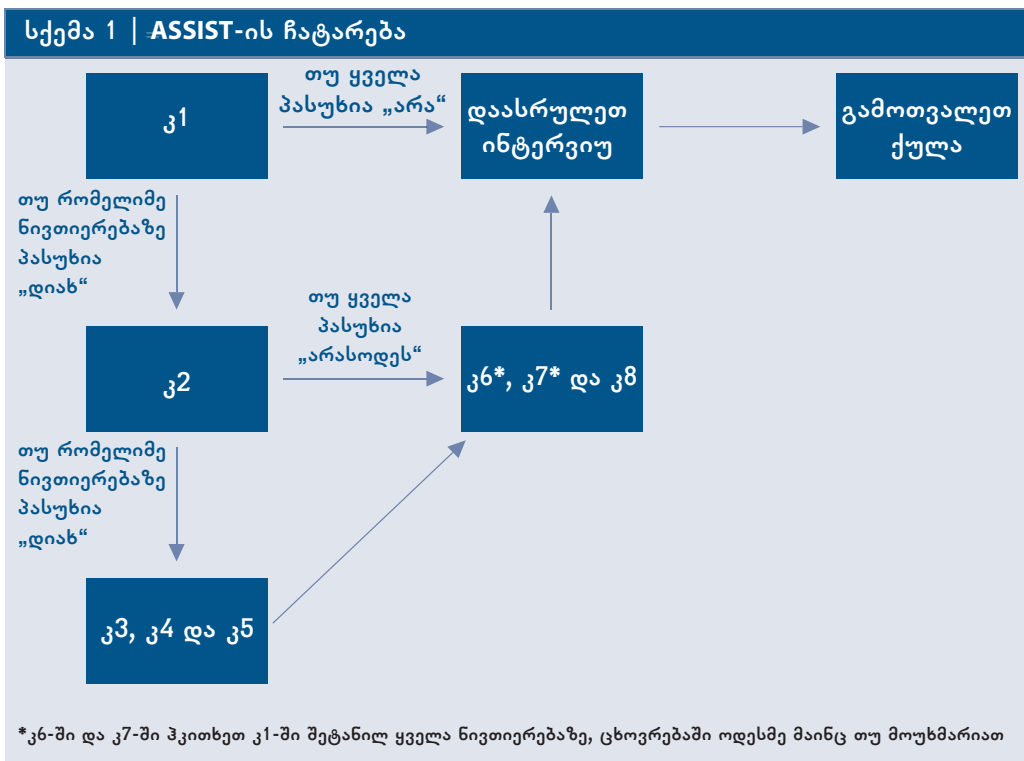 სქემა 1 | ASSIST-ის ჩატარება
კ1
თუ ყველა
პასუხია „არა“
დაასრულეთ
ინტერვიუ
გამოთვალეთ
ქულა
თუ რომელიმე
ნივთიერებაზე
პასუხია
„დიახ“
კ2
თუ ყველა
პასუხია
„არასოდეს“
კ6*, კ7* და კ8
თუ რომელიმე
ნივთიერებაზე
პასუხია
„დიახ“
კ3, კ4 და კ5
*კ6-ში და კ7-ში ჰკითხეთ კ1-ში შეტანილ ყველა ნივთიერებაზე, ცხოვრებაში ოდესმე მაინც თუ მოუხმარიათ